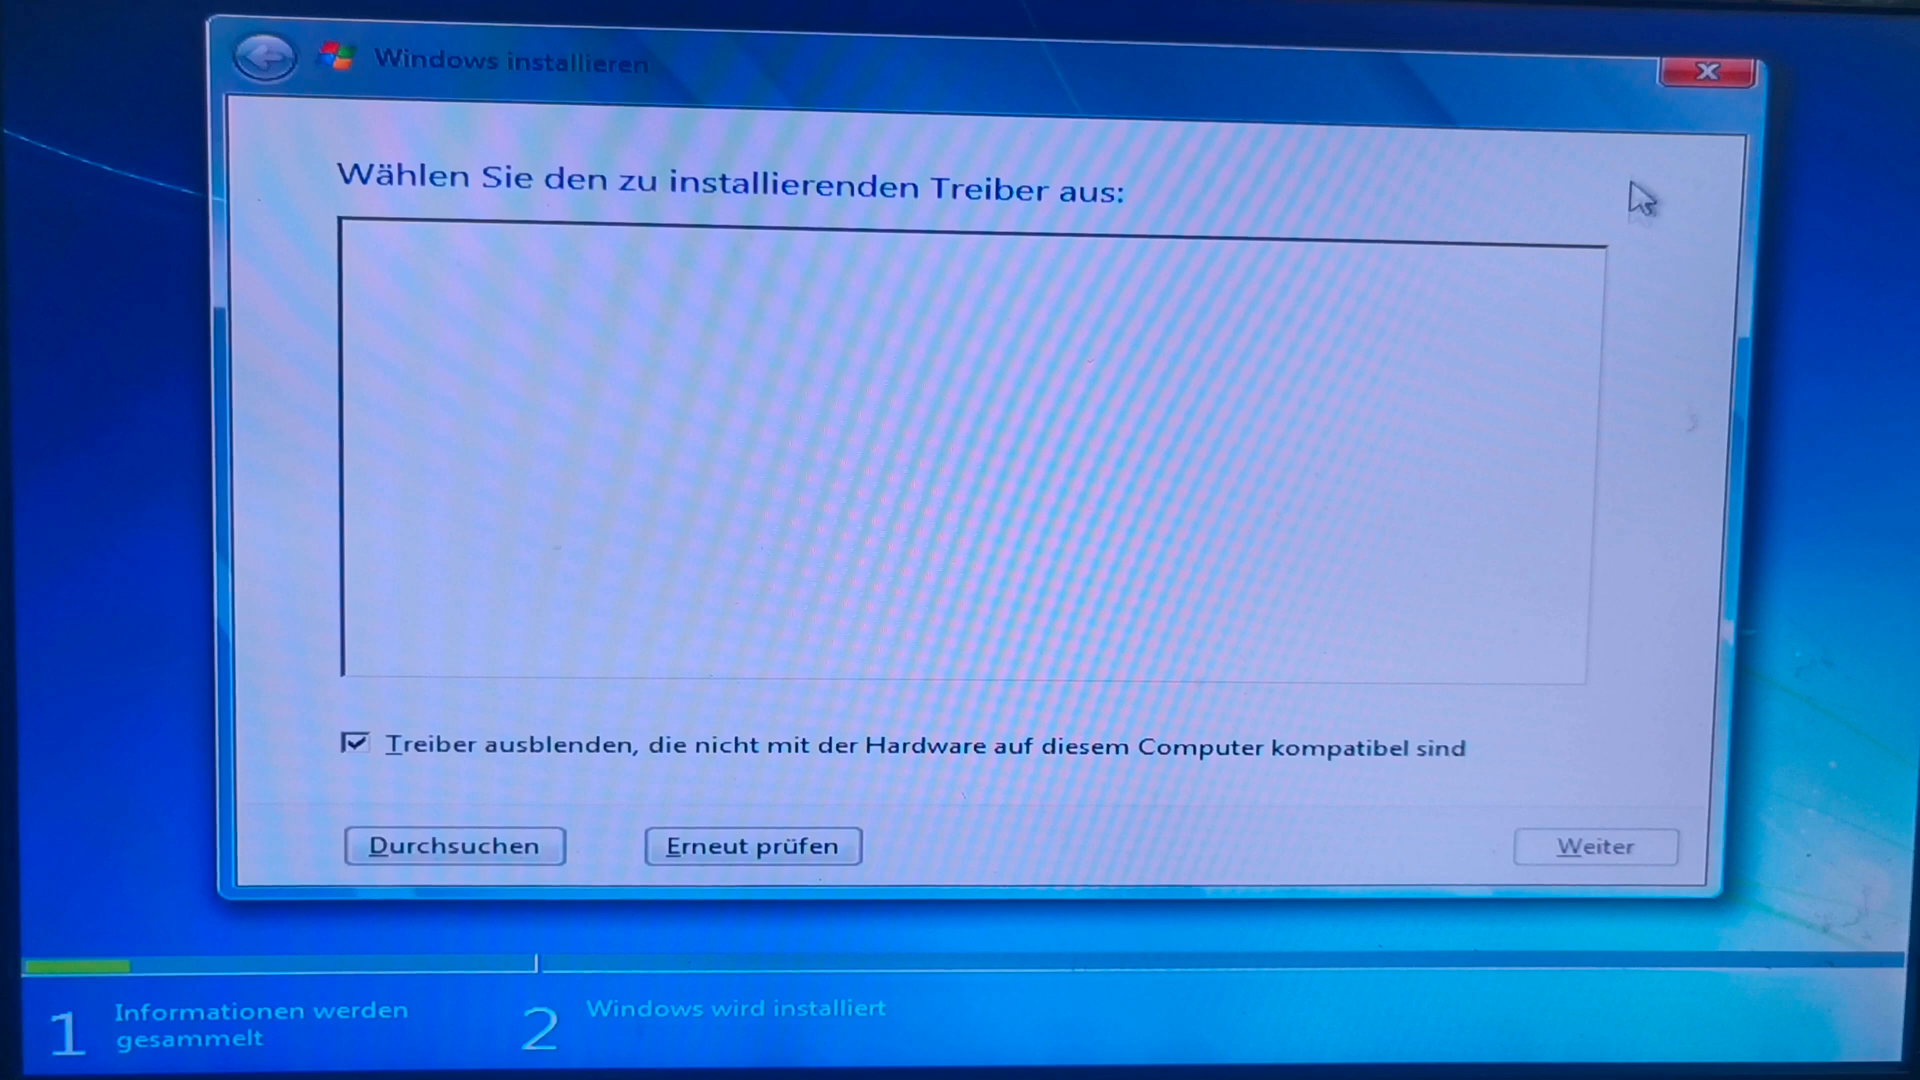 Windows installieren
Wählen Sie den zu installierenden Treiber aus:
Treiber ausblenden, die nicht mit der Hardware auf diesem Computer kompatibel sind
Durchsuchen
Erneut prüfen
Weiter
1
Informationen werden
gesammelt
2
Windows wird installiert